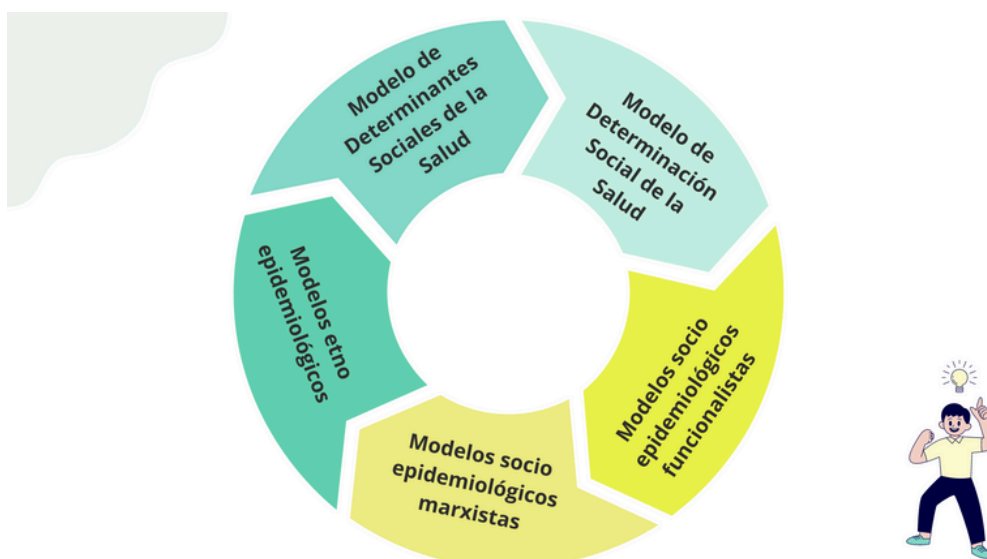 Modelo de
Determinantes
Sociales de la
Salud
Modelo de
Determinación
Social de la
Salud
Modelos socio
epidemiológicos
funcionalistas
Modelos socio
epidemiológicos
marxistas
Modelos etno
epidemiológicos